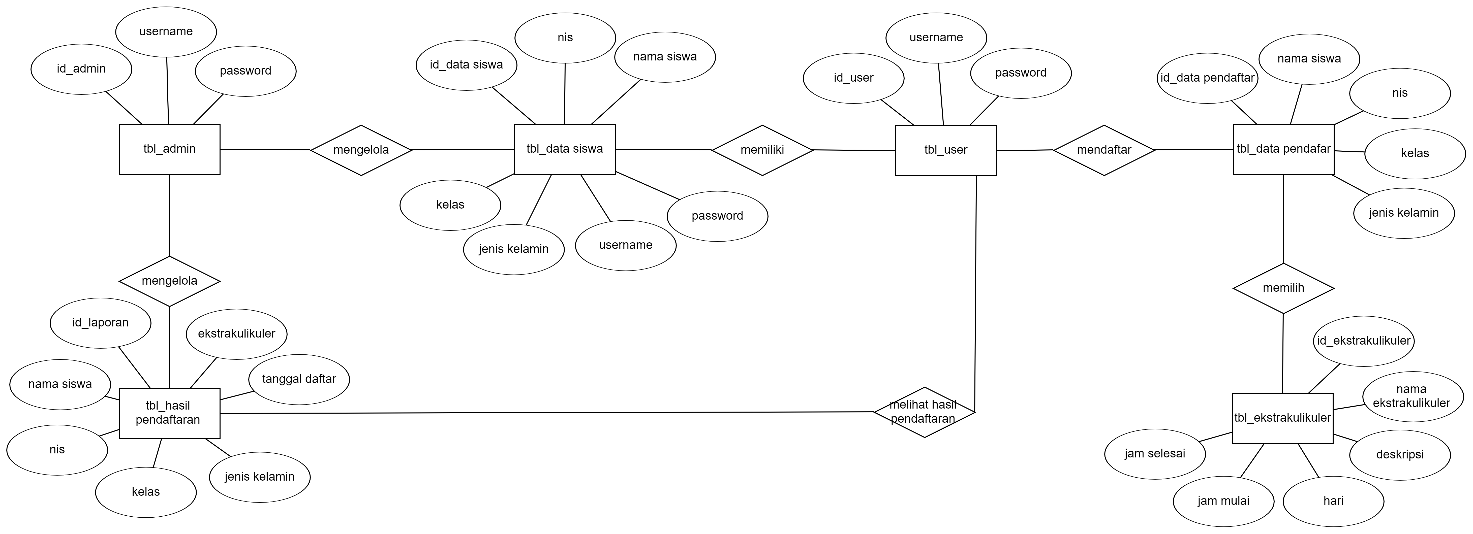 username
id_admin
password
tbl_admin
mengelola
nis
id_data siswa
nama siswa
tbl_data siswa
kelas
jenis kelamin
username
password
memiliki
username
id_user
password
tbl_user
mendaftar
nama siswa
id_data pendaftar
nis
tbl_data pendafar
kelas
jenis kelamin
mengelola
memilih
id_laporan
ekstrakulikuler
nama siswa
tanggal daftar
tbl_hasil
pendaftaran
nis
kelas
jenis kelamin
melihat hasil
pendaftaran
id_ekstrakulikuler
nama
ekstrakulikuler
tbl_ekstrakulikuler
jam selesai
deskripsi
jam mulai
hari